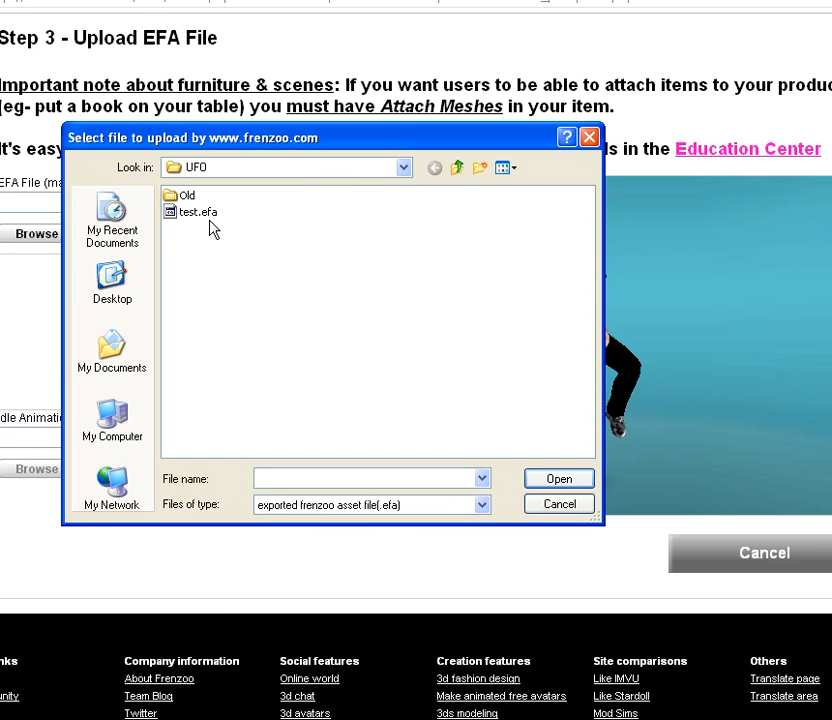 Step 3 - Upload EFA File
Important note about furniture & scenes: If you want users to be able to attach items to your
(eg- put a book on your table) you must have Attach Meshes in your item.
It's easy
in the Education Center
Select file to upload by www.frenzoo.com
Look in: UFO
EFA File
Browse
Old
test.efa
My Recent
Documents
Desktop
My Documents
My Computer
My Network
Browse
File name:
Open
Files of type: exported frenzoo asset file(.efa)
Cancel
Cancel
Company information
Social features
Creation features
Site comparisons
Others
About Frenzoo
Online world
3d fashion design
Like IMVU
Translate page
Team Blog
3d chat
Make animated free avatars
Like Stardoll
Translate area
Twitter
3d avatars
3ds modeling
Mod Sims